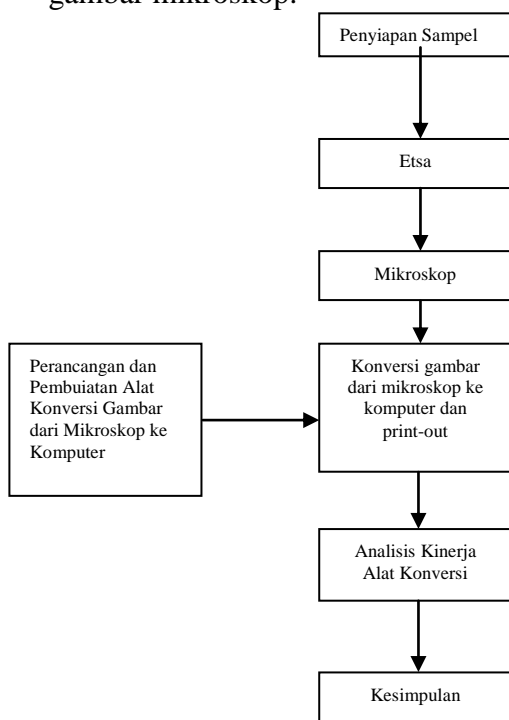 gambar mikroskop.
Penyiapan Sampel
Etsa
Mikroskop
Perancangan dan
Pembuiatan Alat
Konversi Gambar
dari Mikroskop ke
Komputer
Konversi gambar
dari mikroskop ke
komputer dan
print-out
Analisis Kinerja
Alat Konversi
Kesimpulan